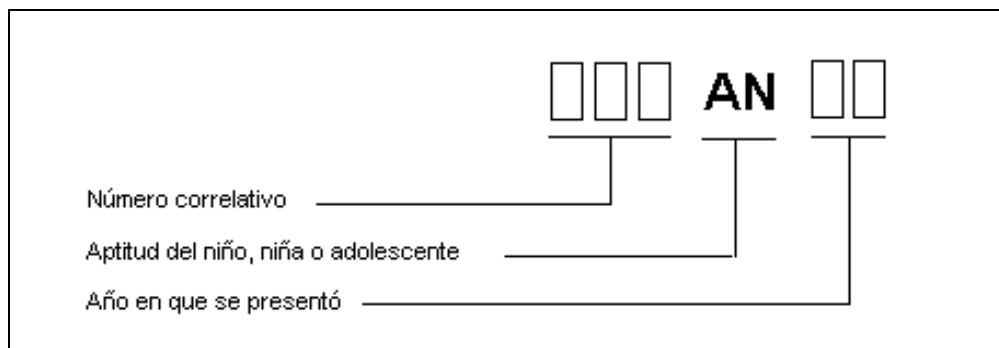 AN
Número correlativo
Aptitud del niño, niña o adolescente
Año en que se presentó